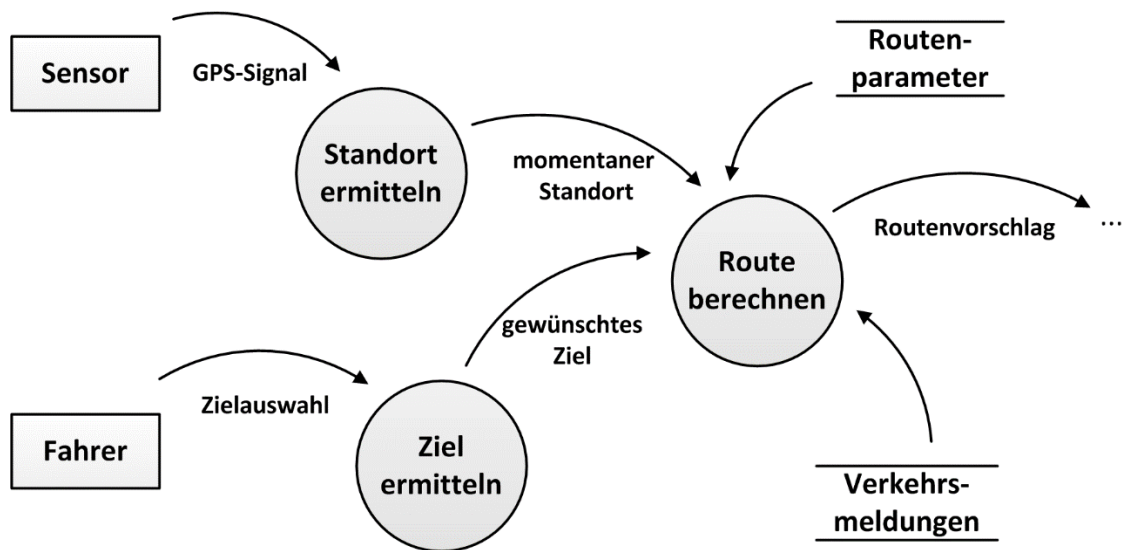 Sensor
GPS-Signal
Standort
ermitteln
momentaner
Standort
Routen-
parameter
Route
berechnen
Routenvorschlag
...
gewünschtes
Ziel
Fahrer
Zielauswahl
Ziel
ermitteln
Verkehrs-
meldungen